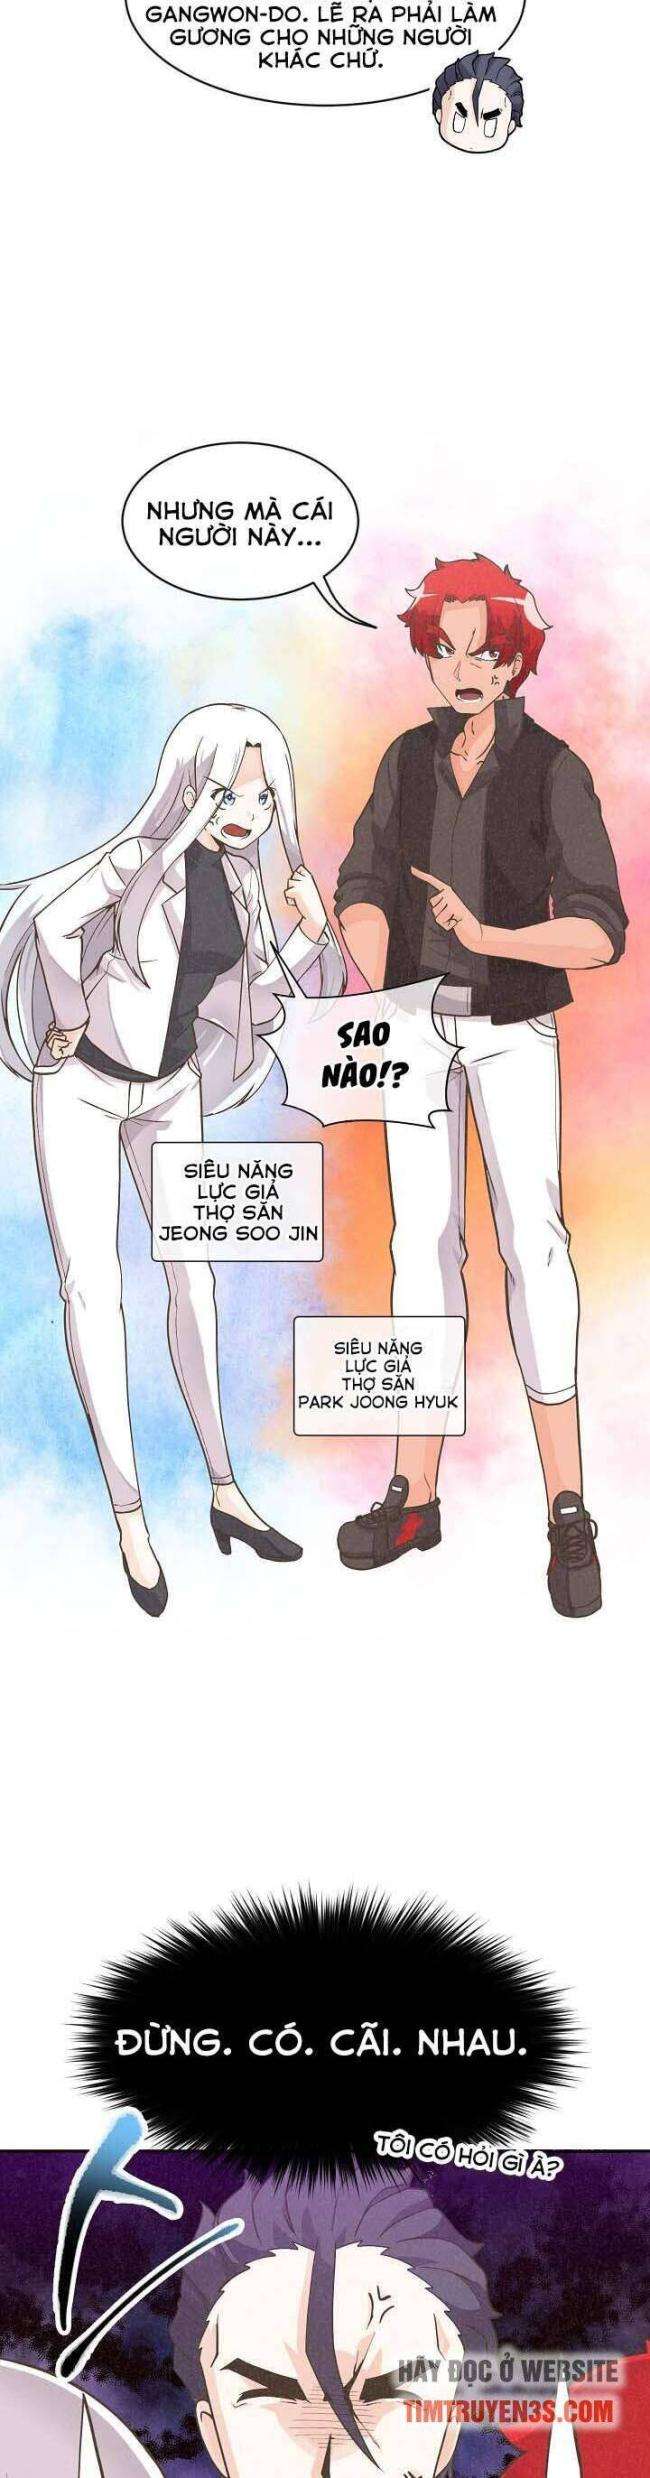 GANGWON-DO. LẼ RA PHẢI LÀM
GƯƠNG CHO NHỮNG NGƯỜI
KHÁC CHỨ.
NHƯNG MÀ CÁI
NGƯỜI NÀY...
SAO
NÀO!?
SIÊU NĂNG
LỰC GIẢ
THỢ SĂN
JEONG SOO JIN
SIÊU NĂNG
LỰC GIẢ
THỢ SĂN
PARK JOONG HYUK
ĐỪNG. CÓ. CÃI. NHAU.
TÔI CÓ HỎI GÌ À?
HÃY ĐỌC Ở WEBSITE
TIMTRUYEN3S.COM